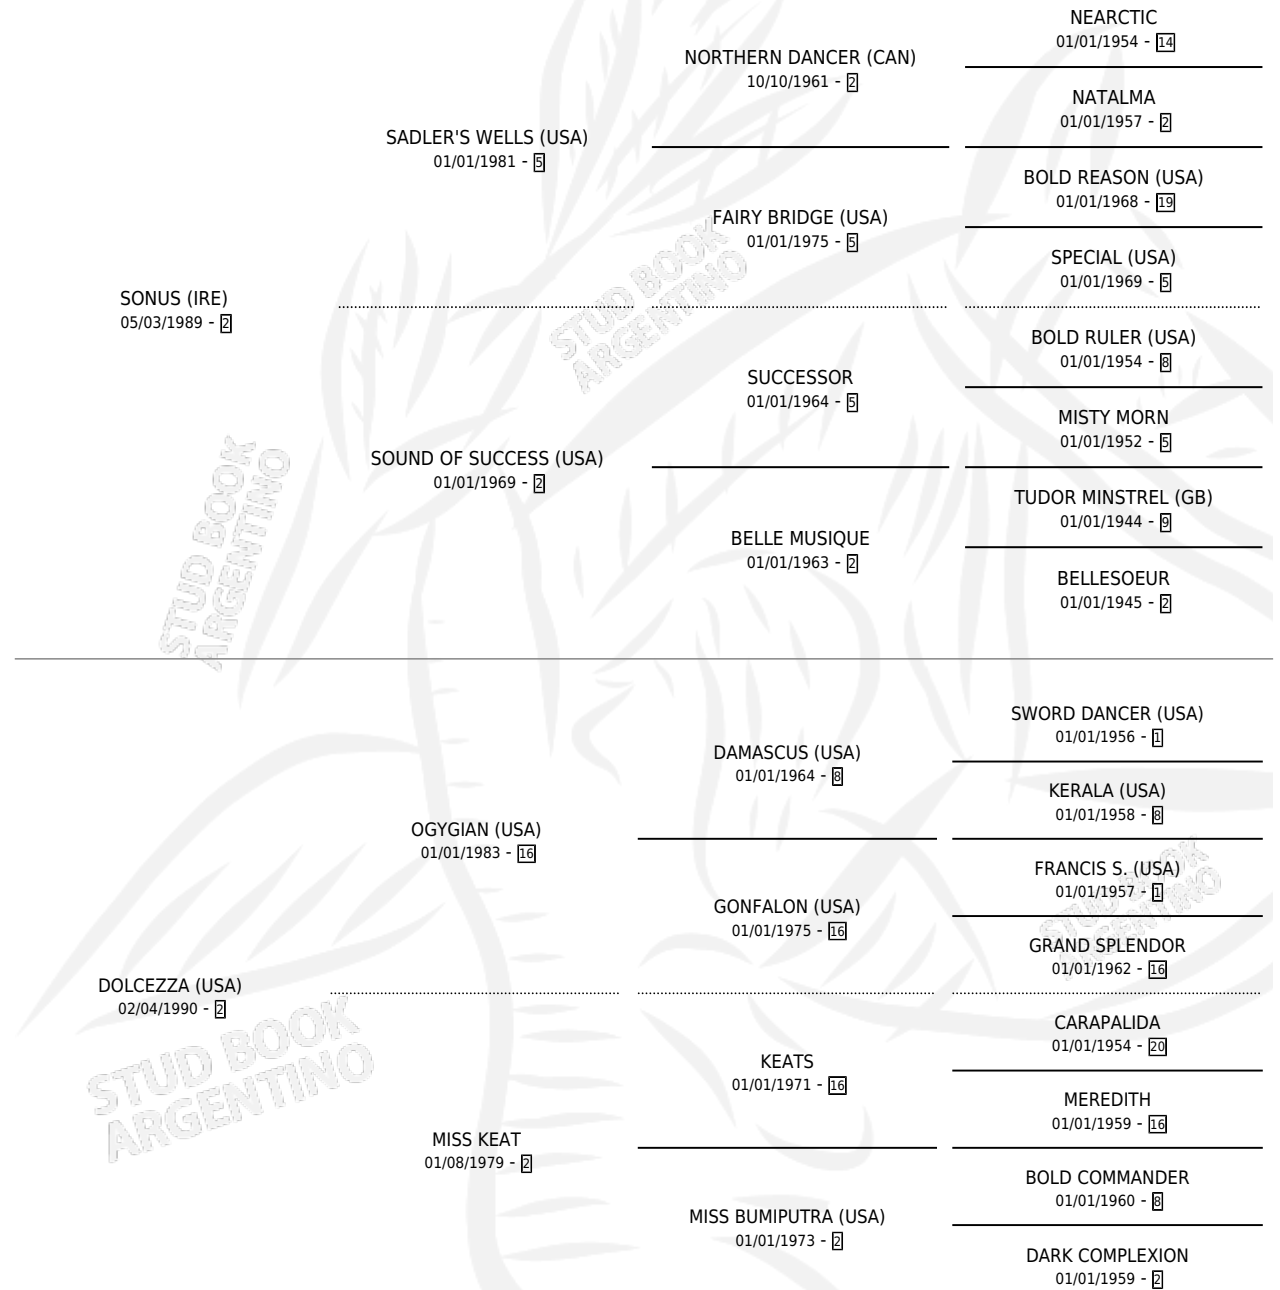 NEARCTIC
01/01/1954 - 14
NORTHERN DANCER (CAN)
10/10/1961 - 2
NATALMA
01/01/1957 - 2
SADLER'S WELLS (USA)
01/01/1981 - 5
BOLD REASON (USA)
01/01/1968 - 19
FAIRY BRIDGE (USA)
01/01/1975 - 5
SPECIAL (USA)
01/01/1969 - 5
SONUS (IRE)
05/03/1989 - 2
STUD BOOK
ARGENTINO
BOLD RULER (USA)
01/01/1954 - 8
SUCCESSOR
01/01/1964 - 5
MISTY MORN
01/01/1952 - 5
SOUND OF SUCCESS (USA)
01/01/1969 - 2
TUDOR MINSTREL (GB)
01/01/1944 - 9
BELLE MUSIQUE
01/01/1963 - 2
BELLESOEUR
01/01/1945 - 2
STUD BOOK
ARGENTINO
SWORD DANCER (USA)
01/01/1956 - 1
DAMASCUS (USA)
01/01/1964 - 8
KERALA (USA)
01/01/1958 - 8
OGYGIAN (USA)
01/01/1983 - 16
FRANCIS S. (USA)
01/01/1957 - 1
GONFALON (USA)
01/01/1975 - 16
STUD BOOK
ARGENTINO
GRAND SPLENDOR
01/01/1962 - 16
DOLCEZZA (USA)
02/04/1990 - 2
STUD BOOK
ARGENTINO
CARAPALIDA
01/01/1954 - 20
KEATS
01/01/1971 - 16
MEREDITH
01/01/1959 - 16
MISS KEAT
01/08/1979 - 2
BOLD COMMANDER
01/01/1960 - 8
MISS BUMIPUTRA (USA)
01/01/1973 - 2
DARK COMPLEXION
01/01/1959 - 2